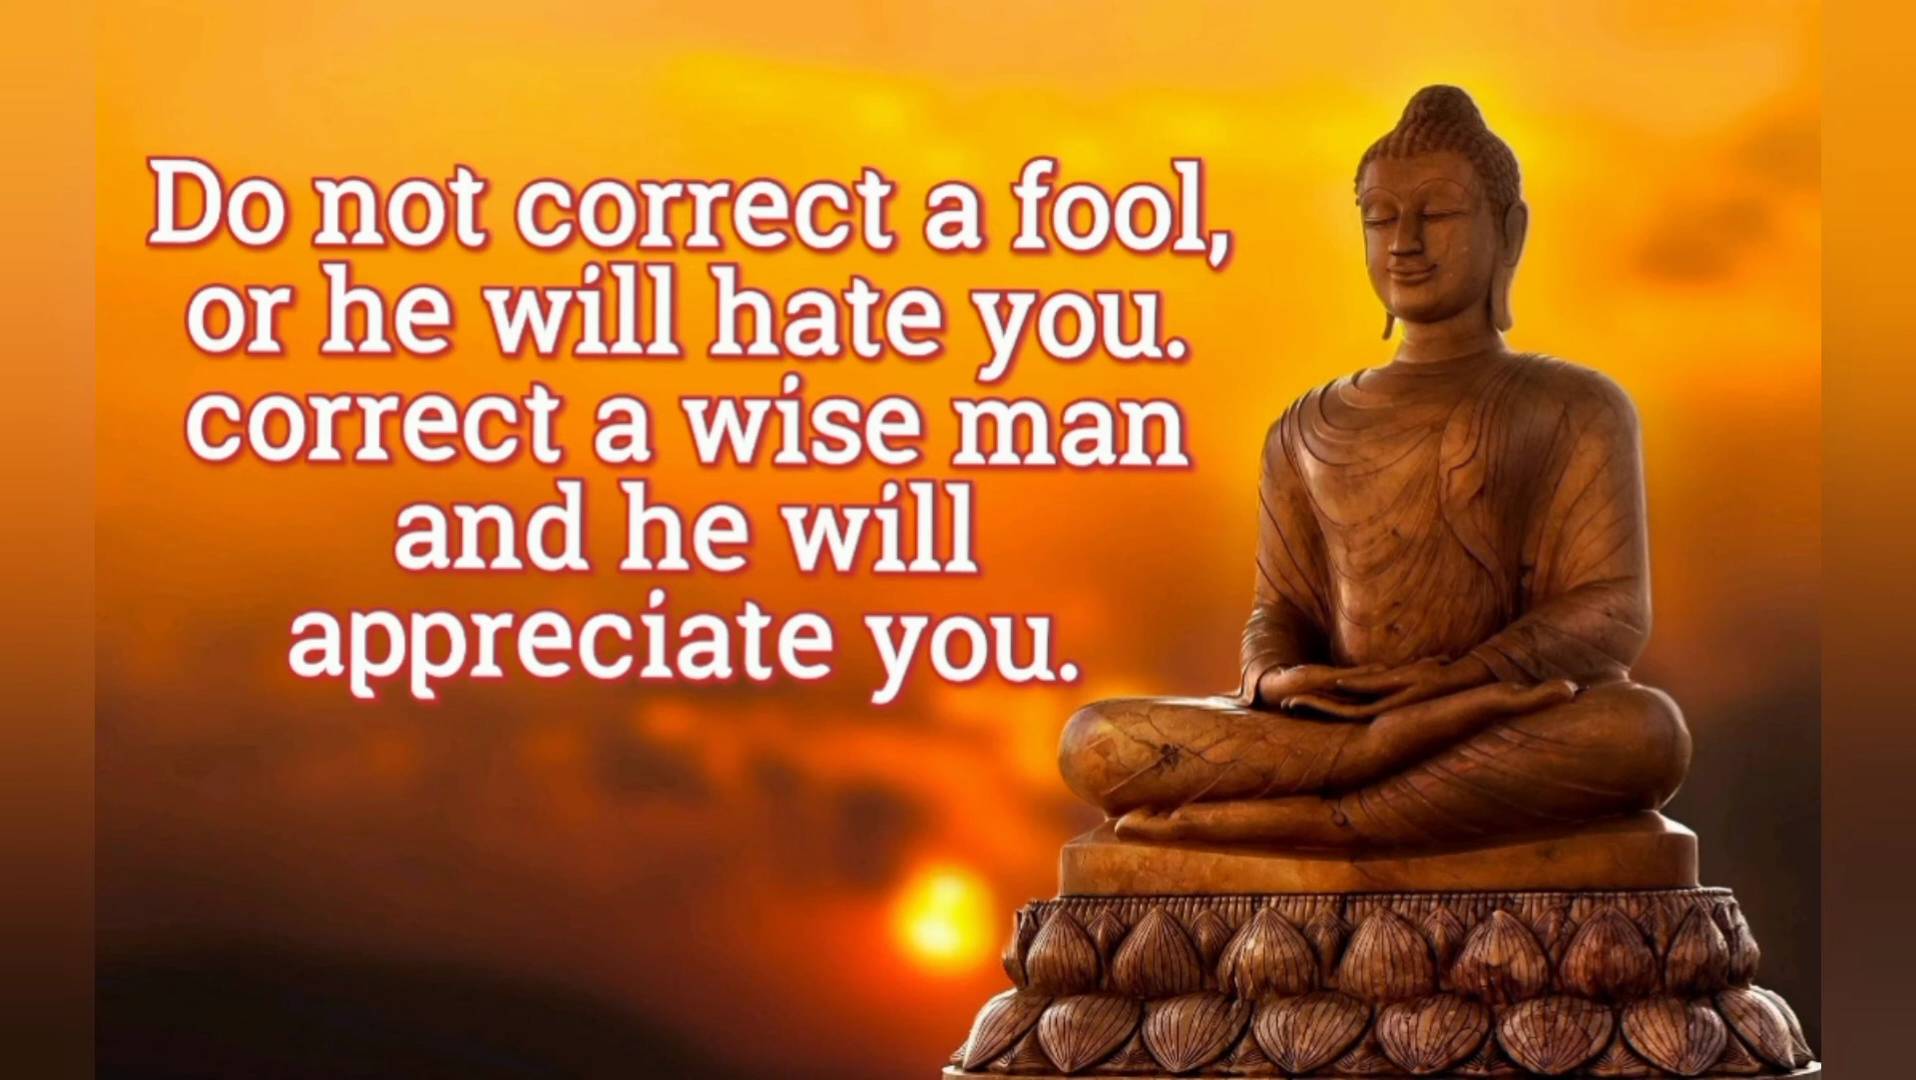 Do not correct a fool,
or he will hate you.
correct a wise man
and he will
appreciate you.